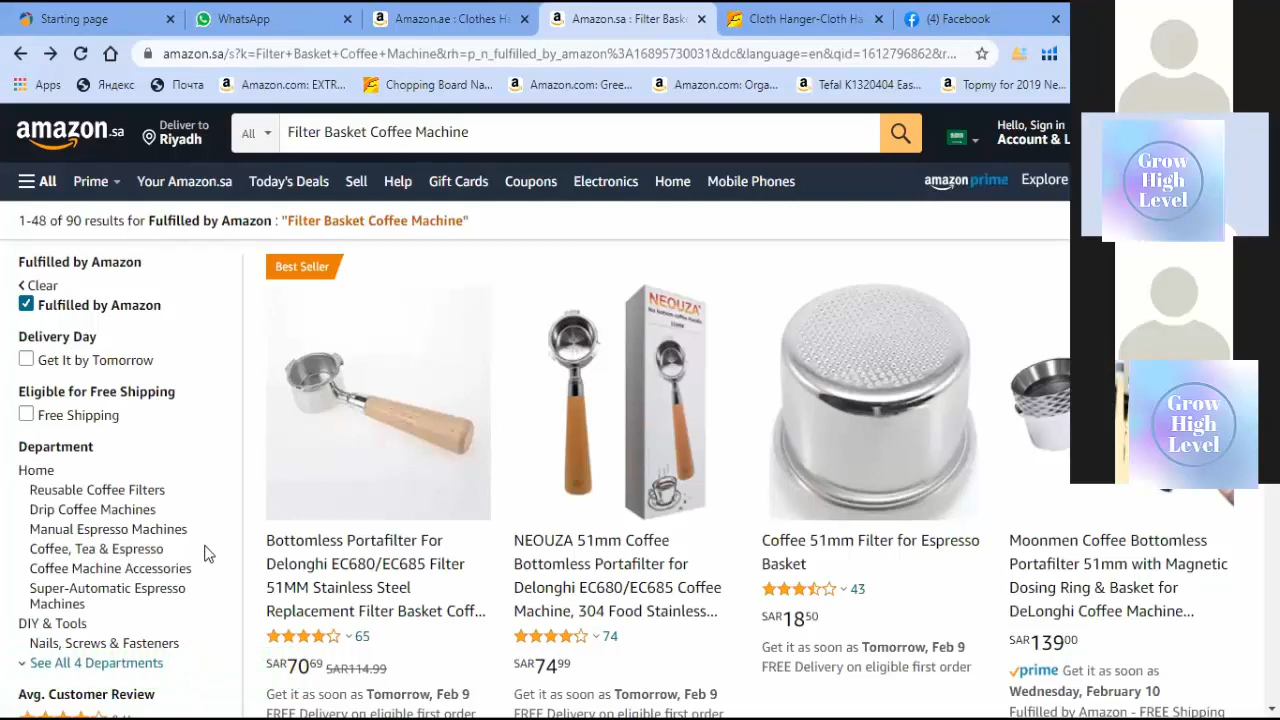 Starting page
WhatsApp
Amazon.ae : Clothes H
Amazon.sa : Filter Bask
Cloth Hanger-Cloth Ha
(4) Facebook
amazon.sa/s?k=Filter+Basket+Coffee+Machine&rh=p_n_fulfilled_by_amazon%3A16895730031&dc&language=en&qid=1612796862&r...
Apps
Яндекс
Почта
Amazon.com: EXTR...
Chopping Board Na...
Amazon.com: Gree...
Amazon.com: Orga...
Tefal K1320404 Eas...
Topmy for 2019 Ne...
amazon.sa
Deliver to
Riyadh
All
Filter Basket Coffee Machine
Hello, Sign in
Account & L
All
Prime
Your Amazon.sa
Today's Deals
Sell
Help
Gift Cards
Coupons
Electronics
Home
Mobile Phones
amazon prime
Explore
1-48 of 90 results for Fulfilled by Amazon : "Filter Basket Coffee Machine"
Fulfilled by Amazon
Clear
Fulfilled by Amazon
Delivery Day
Get It by Tomorrow
Eligible for Free Shipping
Free Shipping
Department
Home
Reusable Coffee Filters
Drip Coffee Machines
Manual Espresso Machines
Coffee, Tea & Espresso
Coffee Machine Accessories
Super-Automatic Espresso
Machines
DIY & Tools
Nails, Screws & Fasteners
See All 4 Departments
Avg. Customer Review
Best Seller
Bottomless Portafilter For
Delonghi EC680/EC685 Filter
51MM Stainless Steel
Replacement Filter Basket Coff...
65
SAR7069 SAR114.99
Get it as soon as Tomorrow, Feb 9
FREE Delivery on eligible first order
NEOUZA
NEOUZA 51mm Coffee
Bottomless Portafilter for
Delonghi EC680/EC685 Coffee
Machine, 304 Food Stainless...
74
SAR7499
Get it as soon as Tomorrow, Feb 9
FREE Delivery on eligible first order
Coffee 51mm Filter for Espresso
Basket
43
SAR1850
Get it as soon as Tomorrow, Feb 9
FREE Delivery on eligible first order
Moonmen Coffee Bottomless
Portafilter 51mm with Magnetic
Dosing Ring & Basket for
DeLonghi Coffee Machine...
SAR13900
prime Get it as soon as
Wednesday, February 10
Fulfilled by Amazon - FREE Shipping
Grow
High
Level
Grow
High
Level